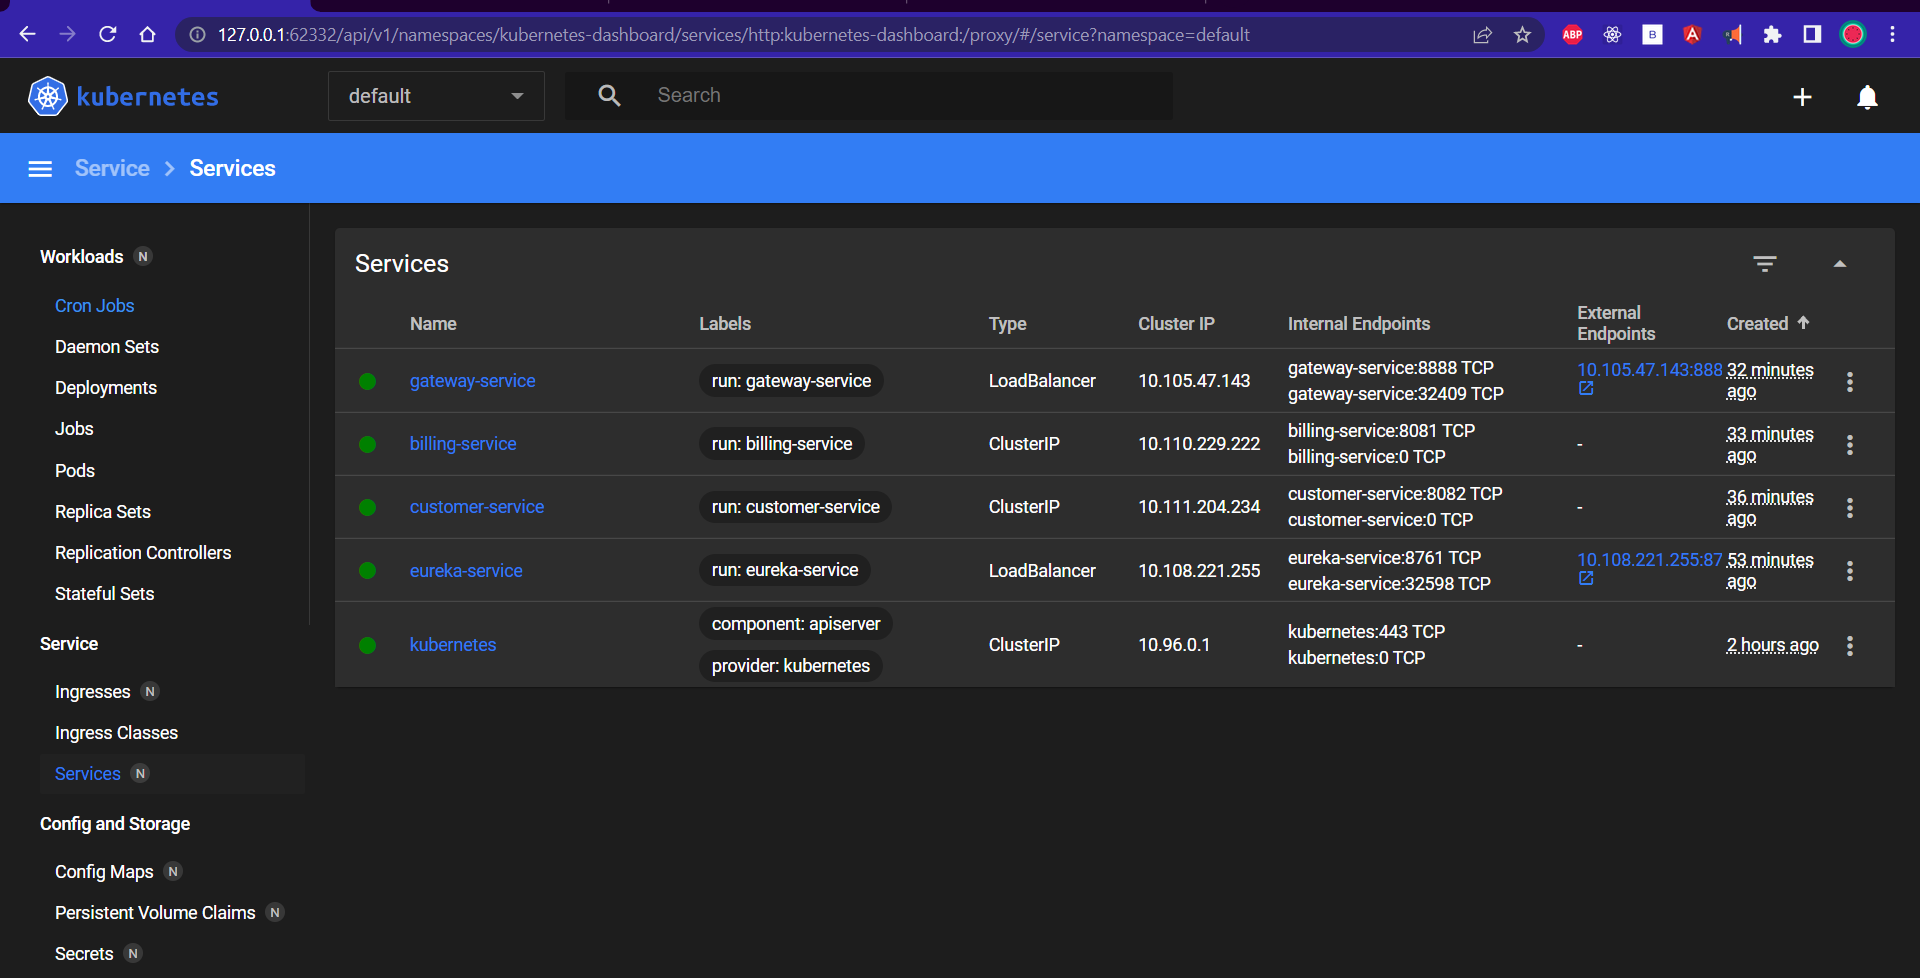 127.0.0.1:62332/api/v1/namespaces/kubernetes-dashboard/services/http:kubernetes-dashboard:/proxy/#/service?namespace=default
ABP
B
A
kubernetes
default
Search
Service
Services
Workloads N
Cron Jobs
Daemon Sets
Deployments
Jobs
Pods
Replica Sets
Replication Controllers
Stateful Sets
Service
Ingresses N
Ingress Classes
Services N
Config and Storage
Config Maps N
Persistent Volume Claims N
Secrets N
Services
Name Labels Type Cluster IP Internal Endpoints External Endpoints Created
gateway-service run: gateway-service LoadBalancer 10.105.47.143 gateway-service:8888 TCP 10.105.47.143:888 32 minutes
gateway-service:32409 TCP ago
billing-service run: billing-service ClusterIP 10.110.229.222 billing-service:8081 TCP - 33 minutes
billing-service:0 TCP ago
customer-service run: customer-service ClusterIP 10.111.204.234 customer-service:8082 TCP - 36 minutes
customer-service:0 TCP ago
eureka-service run: eureka-service LoadBalancer 10.108.221.255 eureka-service:8761 TCP 10.108.221.255:87 53 minutes
eureka-service:32598 TCP ago
kubernetes component: apiserver ClusterIP 10.96.0.1 kubernetes:443 TCP - 2 hours ago
provider: kubernetes kubernetes:0 TCP